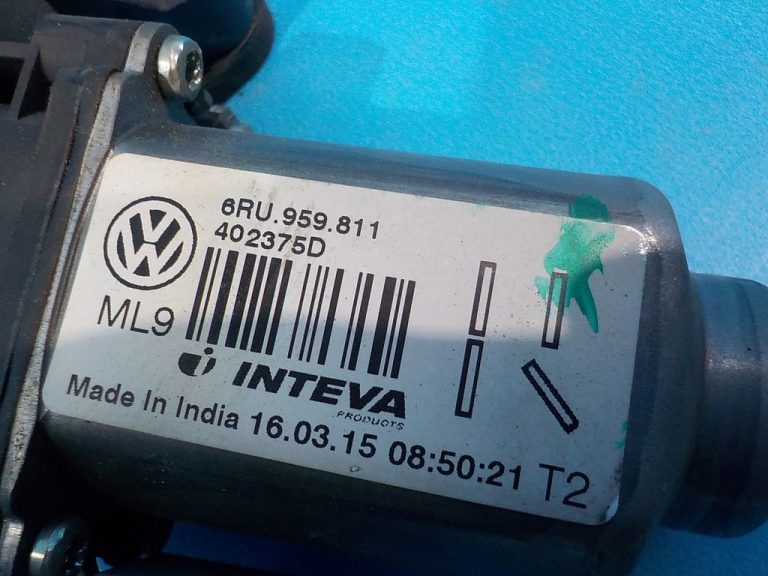 6RU.959.811
402375D
ML9
INTEVA
PRODUCTS
Made In India 16.03.15 08:50:21 T2